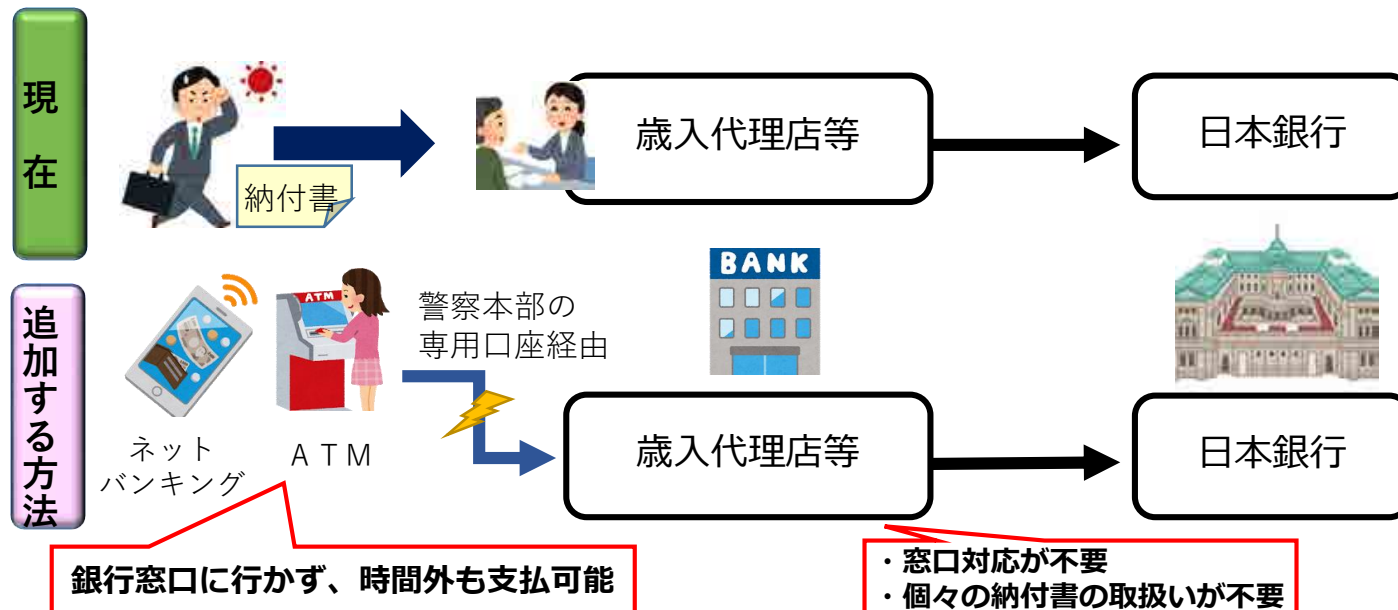 現在
納付書
歳入代理店等
日本銀行
追加する方法
ATM
ネット
バンキング
ＡＴＭ
警察本部の
専用口座経由
BANK
歳入代理店等
日本銀行
銀行窓口に行かず、時間外も支払可能
・窓口対応が不要
・個々の納付書の取扱いが不要